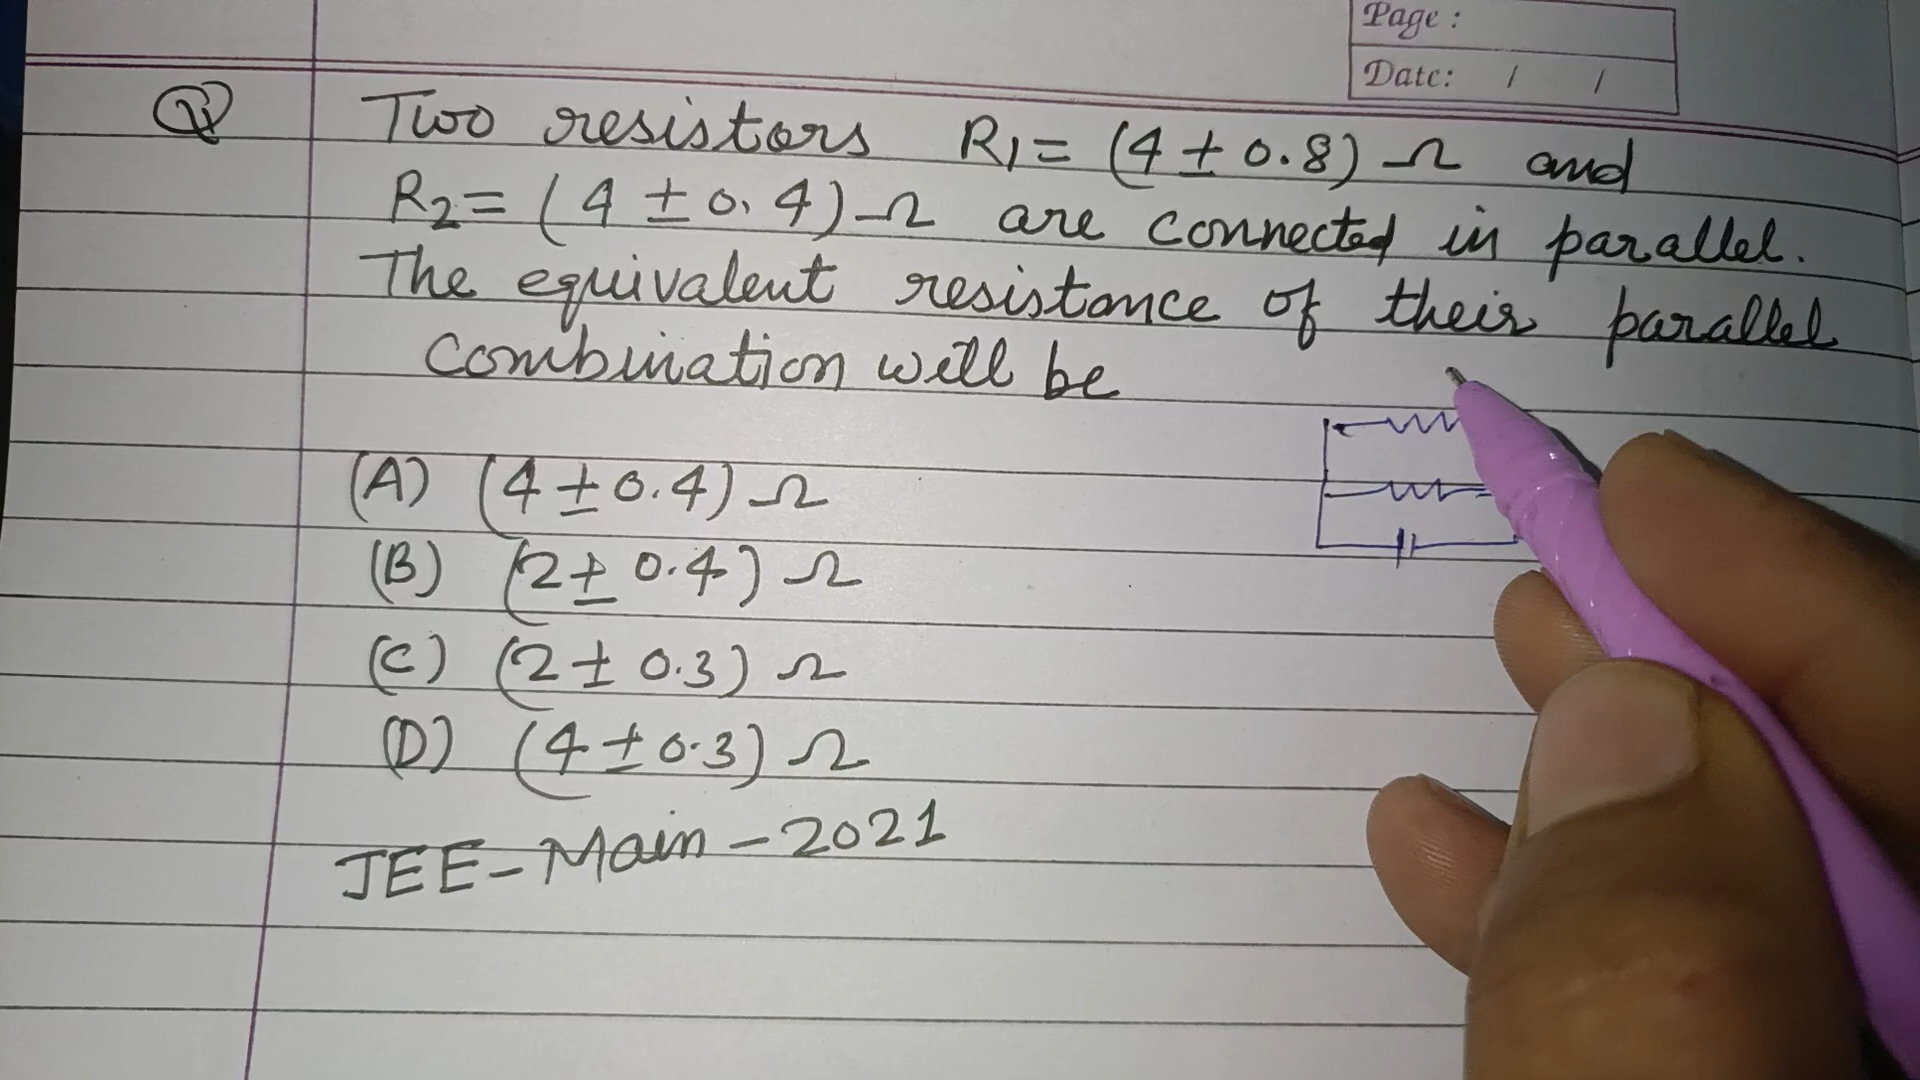 Page :
Date: / /
Q Two resistors R1 = (4 ± 0.8) Ω and
R2 = (4 ± 0.4) Ω are connected in parallel.
The equivalent resistance of their parallel
combination will be
(A) (4 ± 0.4) Ω
(B) (2 ± 0.4) Ω
(C) (2 ± 0.3) Ω
(D) (4 ± 0.3) Ω
JEE-Main-2021